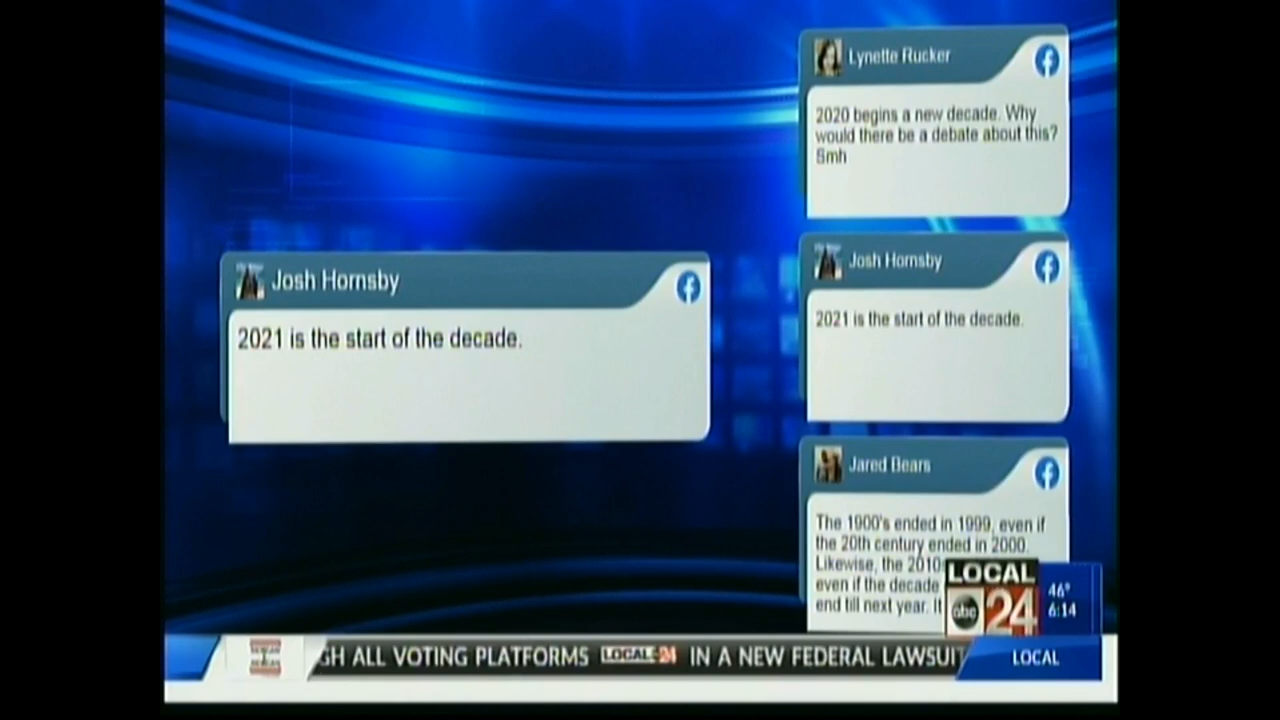 Josh Hornsby
2021 is the start of the decade.
Lynette Rucker
2020 begins a new decade. Why
would there be a debate about this?
Smh
Josh Hornsby
2021 is the start of the decade.
Jared Bears
The 1900's ended in 1999, even if
the 20th century ended in 2000.
Likewise, the 2010
even if the decade
end till next year. It
LOCAL
abc 24
46°
6:14
GH ALL VOTING PLATFORMS LOCAL 24 IN A NEW FEDERAL LAWSUIT
LOCAL